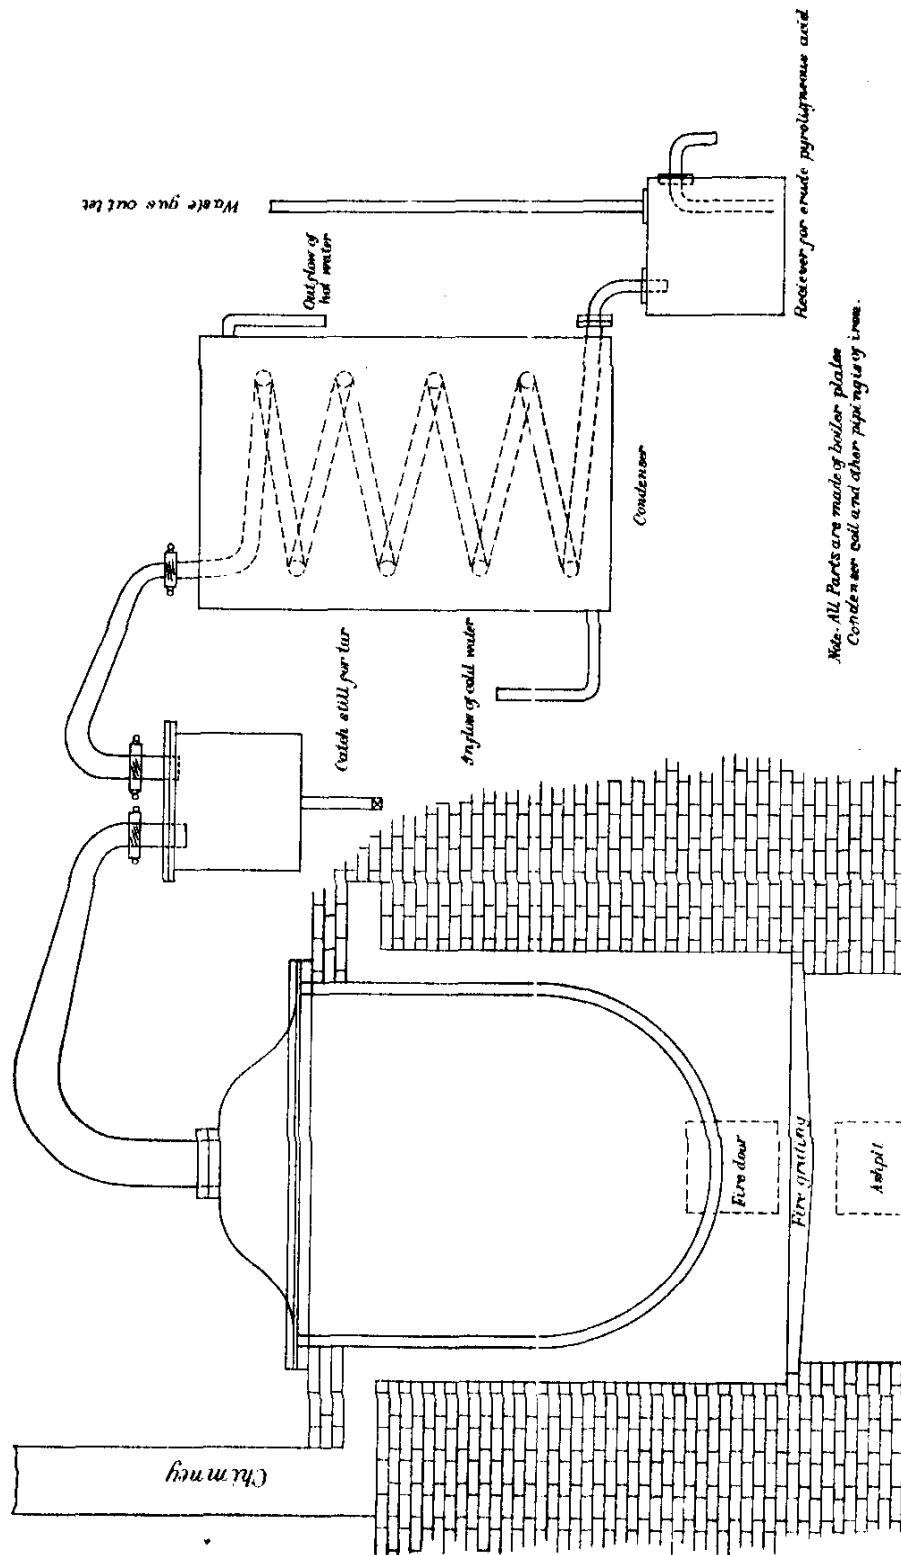 Waste gas outlet
Outflow of
hot water
Reciever for crude pyroligneous acid
Condenser
Catch still for tar
Inflow of cold water
Note. All Parts are made of boiler plates
Condenser coil and other piping is of iron.
Chimney
Fire door
Fire grating
Ashpit